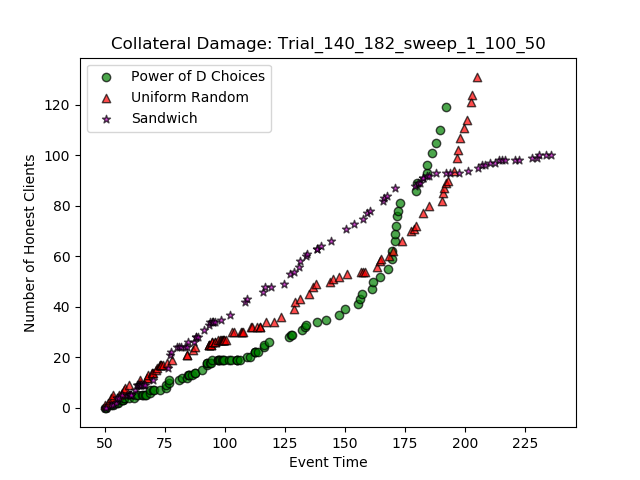 Collateral Damage: Trial_140_182_sweep_1_100_50
Power of D Choices
Uniform Random
Sandwich
Number of Honest Clients
120
100
80
60
40
20
0
50 75 100 125 150 175 200 225
Event Time